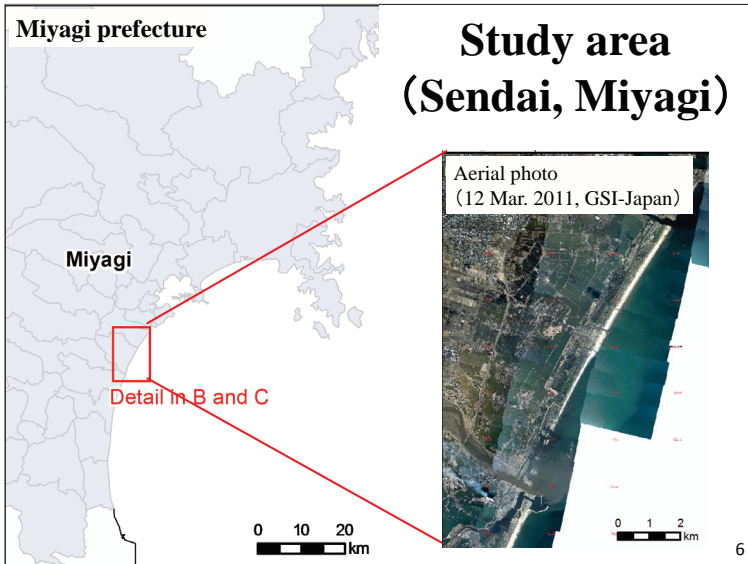 Miyagi prefecture
Study area
（Sendai, Miyagi）
Aerial photo
（12 Mar. 2011, GSI-Japan）
Miyagi
Detail in B and C
0 10 20
km
0 1 2
km
6